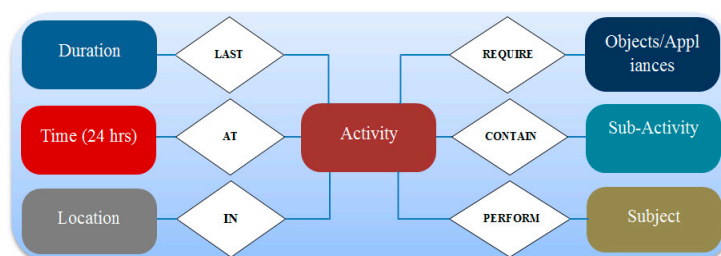 Duration
LAST
REQUIRE
Objects/Appl
iances
Time (24 hrs)
AT
Activity
CONTAIN
Sub-Activity
Location
IN
PERFORM
Subject